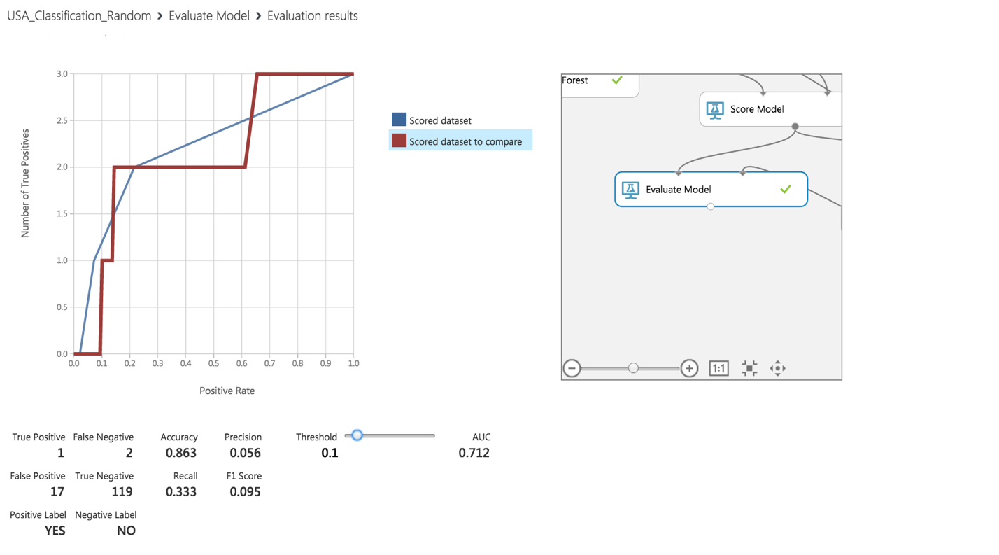 USA_Classification_Random › Evaluate Model › Evaluation results
3.0
2.5
2.0
1.5
1.0
0.5
0.0
Number of True Positives
0.0 0.1 0.2 0.3 0.4 0.5 0.6 0.7 0.8 0.9 1.0
Positive Rate
Scored dataset
Scored dataset to compare
Forest
Score Model
Evaluate Model
1:1
True Positive False Negative Accuracy Precision Threshold AUC
1 2 0.863 0.056 0.1 0.712
False Positive True Negative Recall F1 Score
17 119 0.333 0.095
Positive Label Negative Label
YES NO